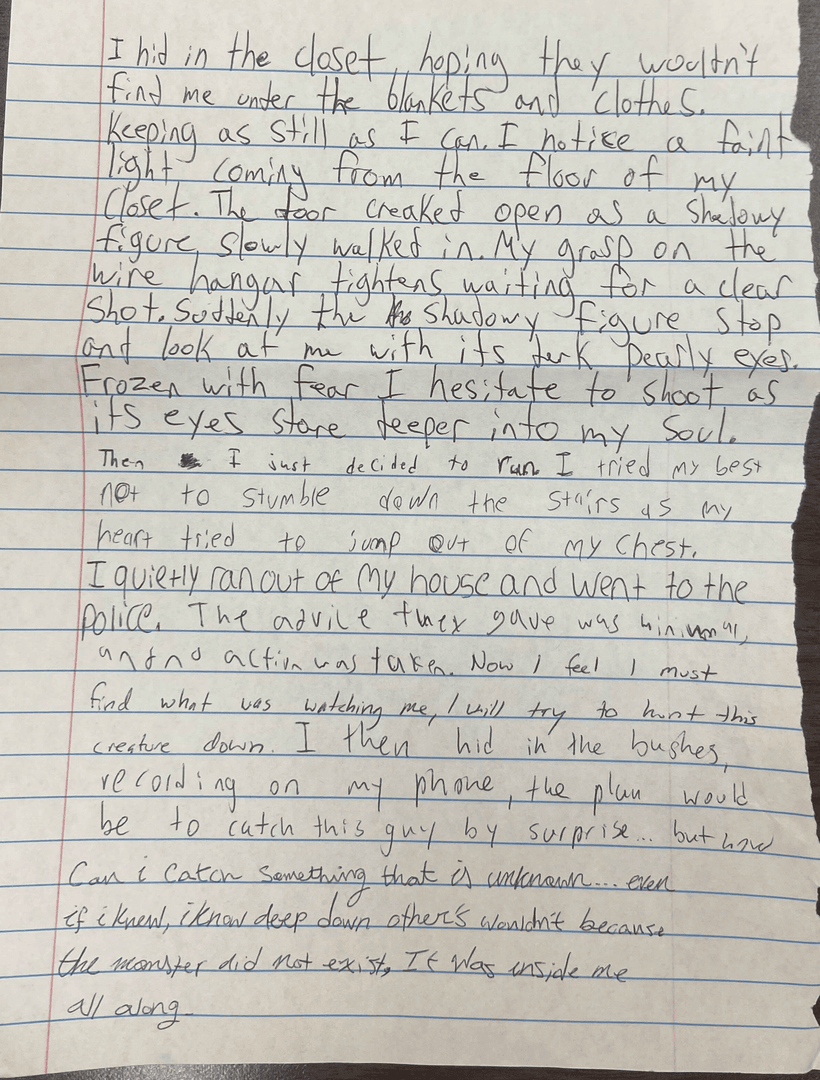 I hid in the closet, hoping they wouldn't
find me under the blankets and clothes.
Keeping as still as I can. I notice a faint
light coming from the floor of my
closet. The door creaked open as a shadowy
figure slowly walked in. My grasp on the
wire hangar tightens waiting for a clear
shot. Suddenly the shadowy figure stop
and look at me with its dark pearly eyes.
Frozen with fear I hesitate to shoot as
its eyes stare deeper into my soul.
Then I just decided to run I tried my best
not to stumble down the stairs as my
heart tried to jump out of my chest.
I quietly ran out of my house and went to the
police. The advice they gave was minimal,
and no action was taken. Now I feel I must
find what was watching me, I will try to hunt this
creature down. I then hid in the bushes,
recording on my phone, the plan would
be to catch this guy by surprise... but how
Can i catch something that is unknown... even
if i knew, i know deep down other's wouldn't because
the monster did not exist, It was inside me
all along